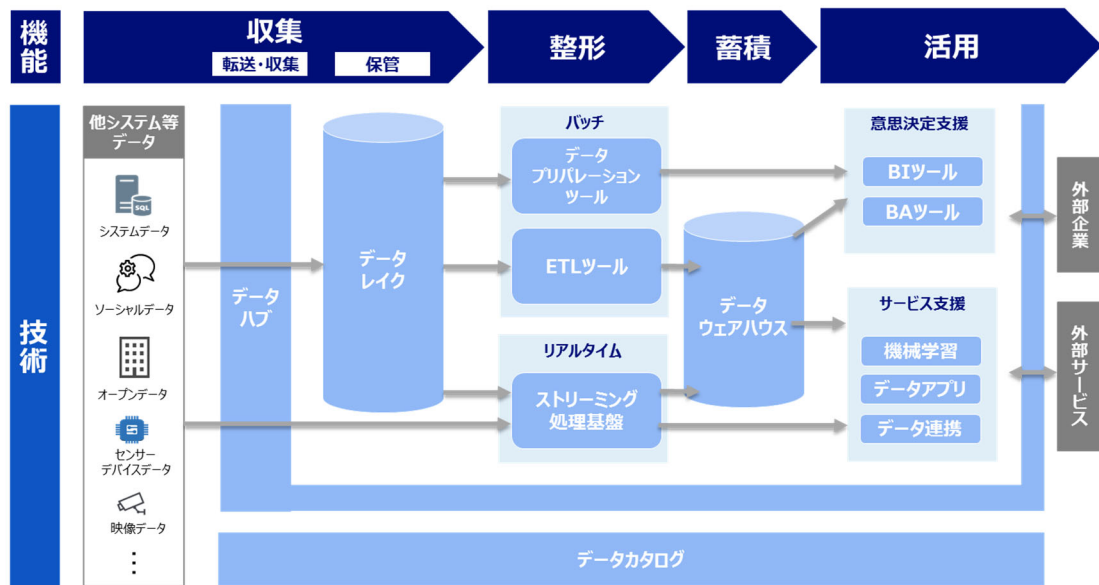 機能
収集
転送・収集
保管
整形
蓄積
活用
技術
他システム等
データ
SQL
システムデータ
ソーシャルデータ
オープンデータ
センサー
デバイスデータ
映像データ
⋮
データ
ハブ
データ
レイク
バッチ
データ
プリパレーション
ツール
ETLツール
リアルタイム
ストリーミング
処理基盤
データ
ウェアハウス
意思決定支援
BIツール
BAツール
サービス支援
機械学習
データアプリ
データ連携
外部企業
外部サービス
データカタログ